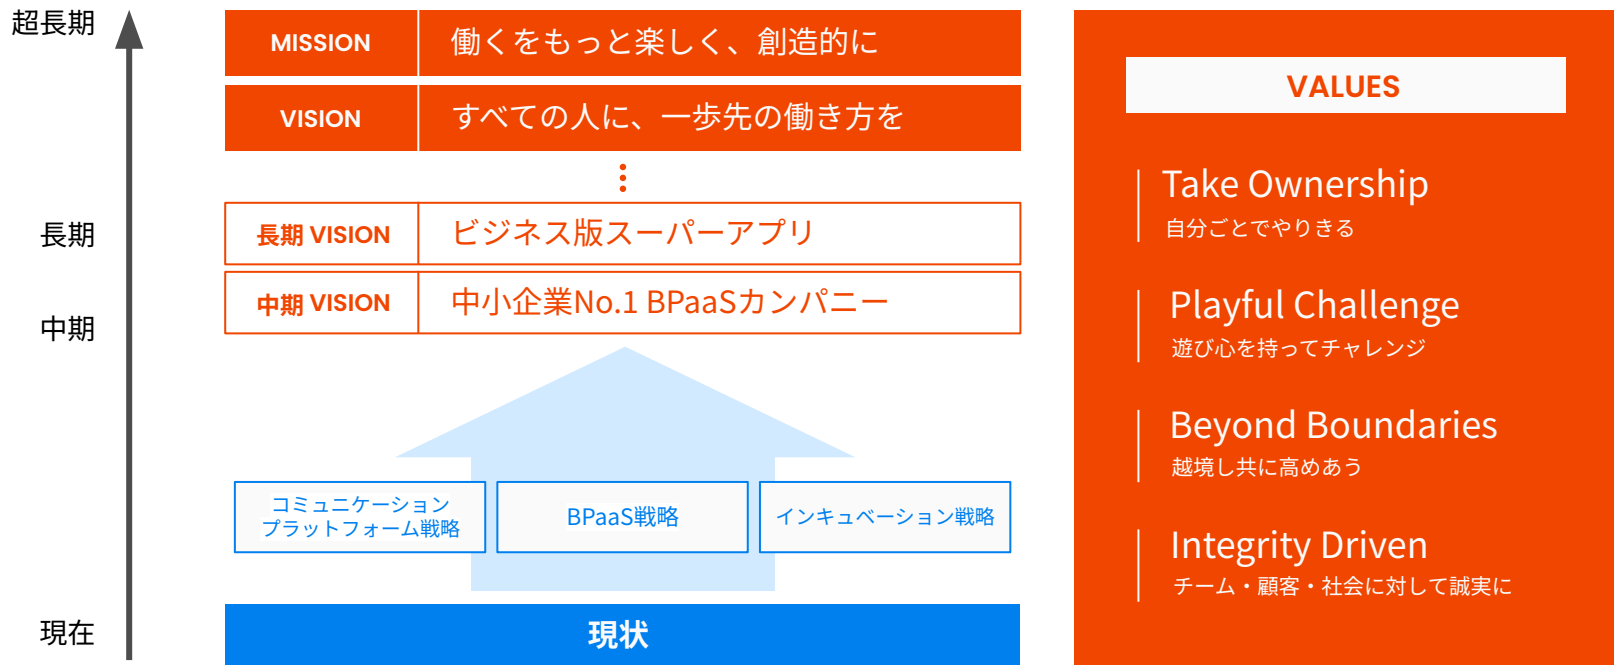 超長期
MISSION
働くをもっと楽しく、創造的に
VISION
すべての人に、一歩先の働き方を
長期
長期 VISION
ビジネス版スーパーアプリ
中期 VISION
中小企業No.1 BPaaSカンパニー
中期
コミュニケーション
プラットフォーム戦略
BPaaS戦略
インキュベーション戦略
現在
現状
VALUES
Take Ownership
自分ごとでやりきる
Playful Challenge
遊び心を持ってチャレンジ
Beyond Boundaries
越境し共に高めあう
Integrity Driven
チーム・顧客・社会に対して誠実に